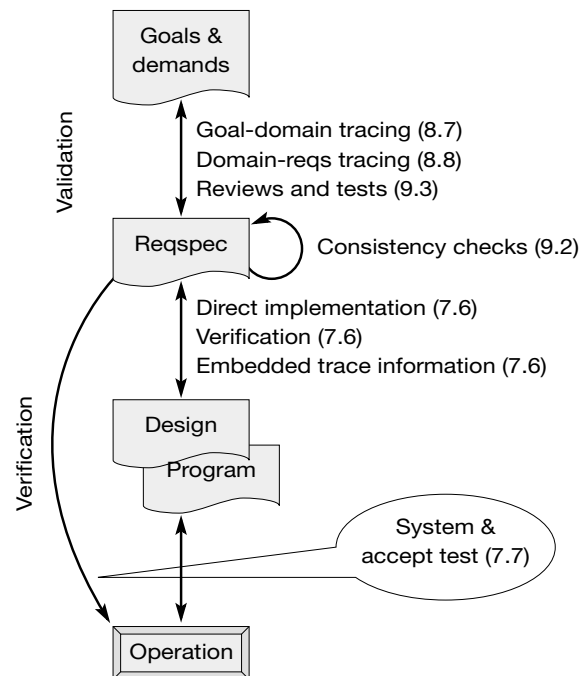 Goals &
demands
Validation
Goal-domain tracing (8.7)
Domain-reqs tracing (8.8)
Reviews and tests (9.3)
Reqspec
Consistency checks (9.2)
Direct implementation (7.6)
Verification (7.6)
Embedded trace information (7.6)
Verification
Design
Program
System &
accept test (7.7)
Operation